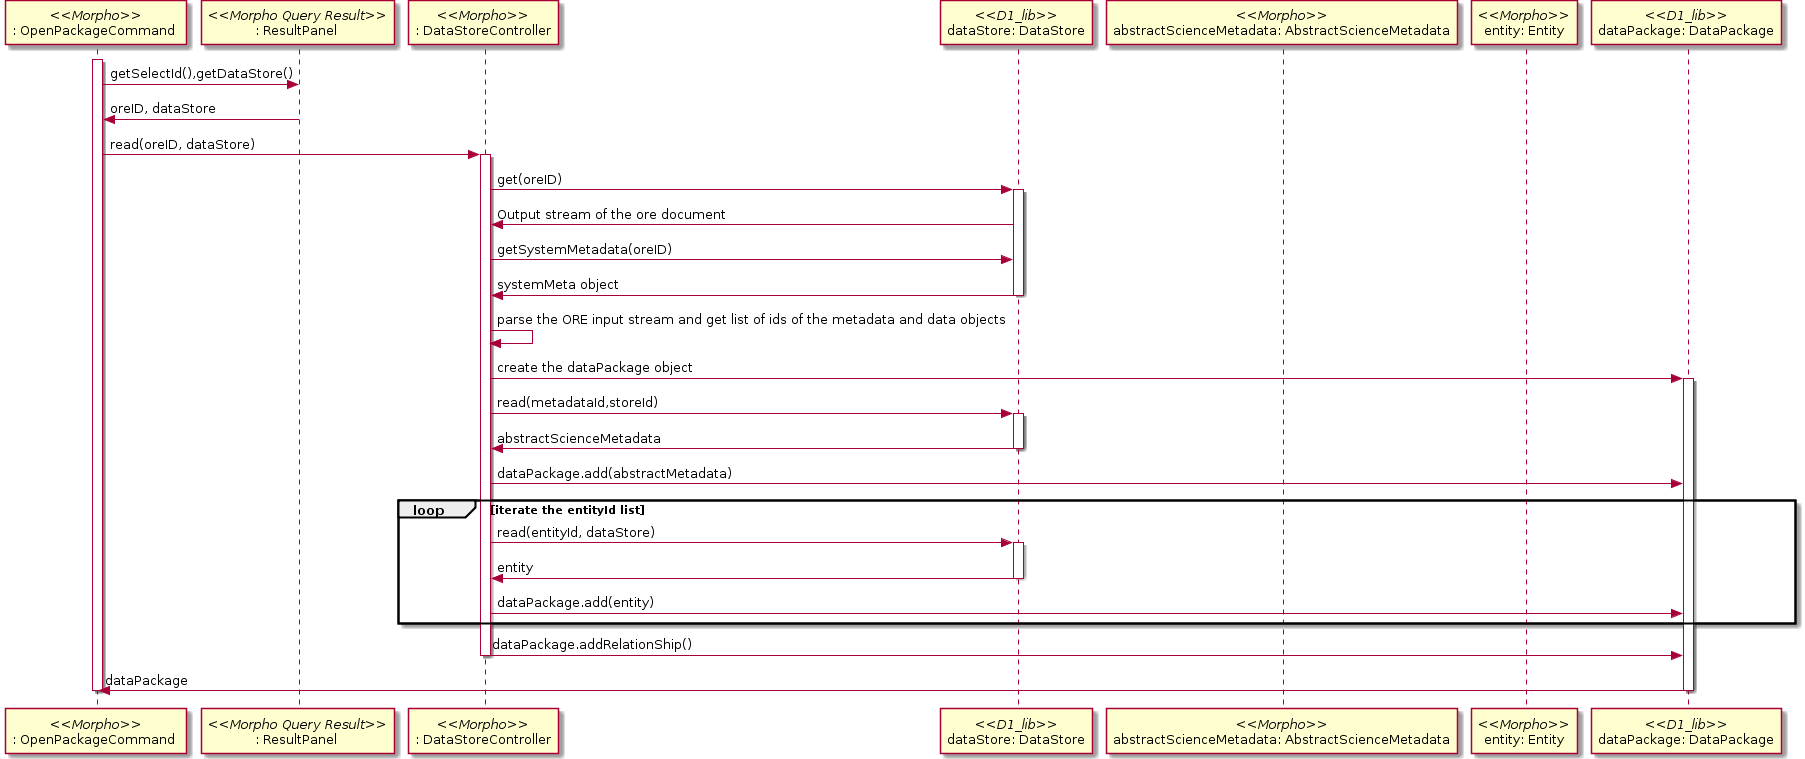 <<Morpho>>
: OpenPackageCommand
<<Morpho Query Result>>
: ResultPanel
<<Morpho>>
: DataStoreController
<<D1_lib>>
dataStore: DataStore
<<Morpho>>
abstractScienceMetadata: AbstractScienceMetadata
<<Morpho>>
entity: Entity
<<D1_lib>>
dataPackage: DataPackage
getSelectId(),getDataStore()
oreID, dataStore
read(oreID, dataStore)
get(oreID)
Output stream of the ore document
getSystemMetadata(oreID)
systemMeta object
parse the ORE input stream and get list of ids of the metadata and data objects
create the dataPackage object
read(metadataId,storeId)
abstractScienceMetadata
dataPackage.add(abstractMetadata)
loop [iterate the entityId list]
read(entityId, dataStore)
entity
dataPackage.add(entity)
dataPackage.addRelationShip()
dataPackage
<<Morpho>>
: OpenPackageCommand
<<Morpho Query Result>>
: ResultPanel
<<Morpho>>
: DataStoreController
<<D1_lib>>
dataStore: DataStore
<<Morpho>>
abstractScienceMetadata: AbstractScienceMetadata
<<Morpho>>
entity: Entity
<<D1_lib>>
dataPackage: DataPackage